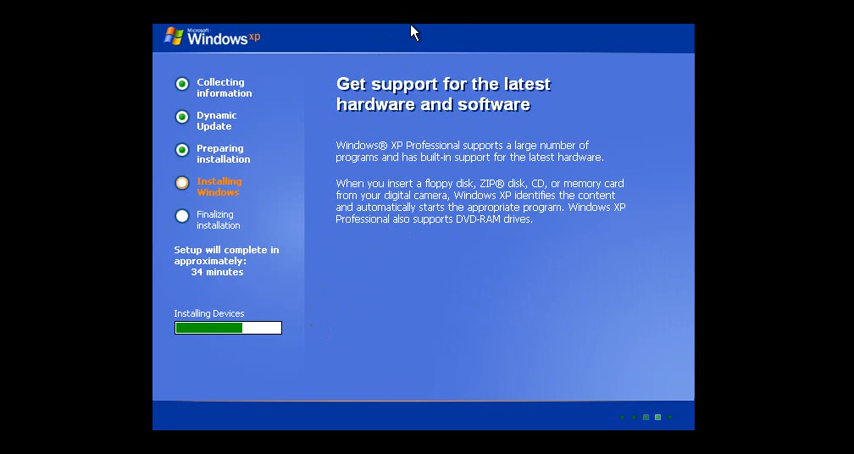 Microsoft
Windows xp
Collecting
information
Dynamic
Update
Preparing
installation
Installing
Windows
Finalizing
installation
Setup will complete in
approximately:
34 minutes
Installing Devices
Get support for the latest
hardware and software
Windows® XP Professional supports a large number of
programs and has built-in support for the latest hardware.
When you insert a floppy disk, ZIP® disk, CD, or memory card
from your digital camera, Windows XP identifies the content
and automatically starts the appropriate program. Windows XP
Professional also supports DVD-RAM drives.